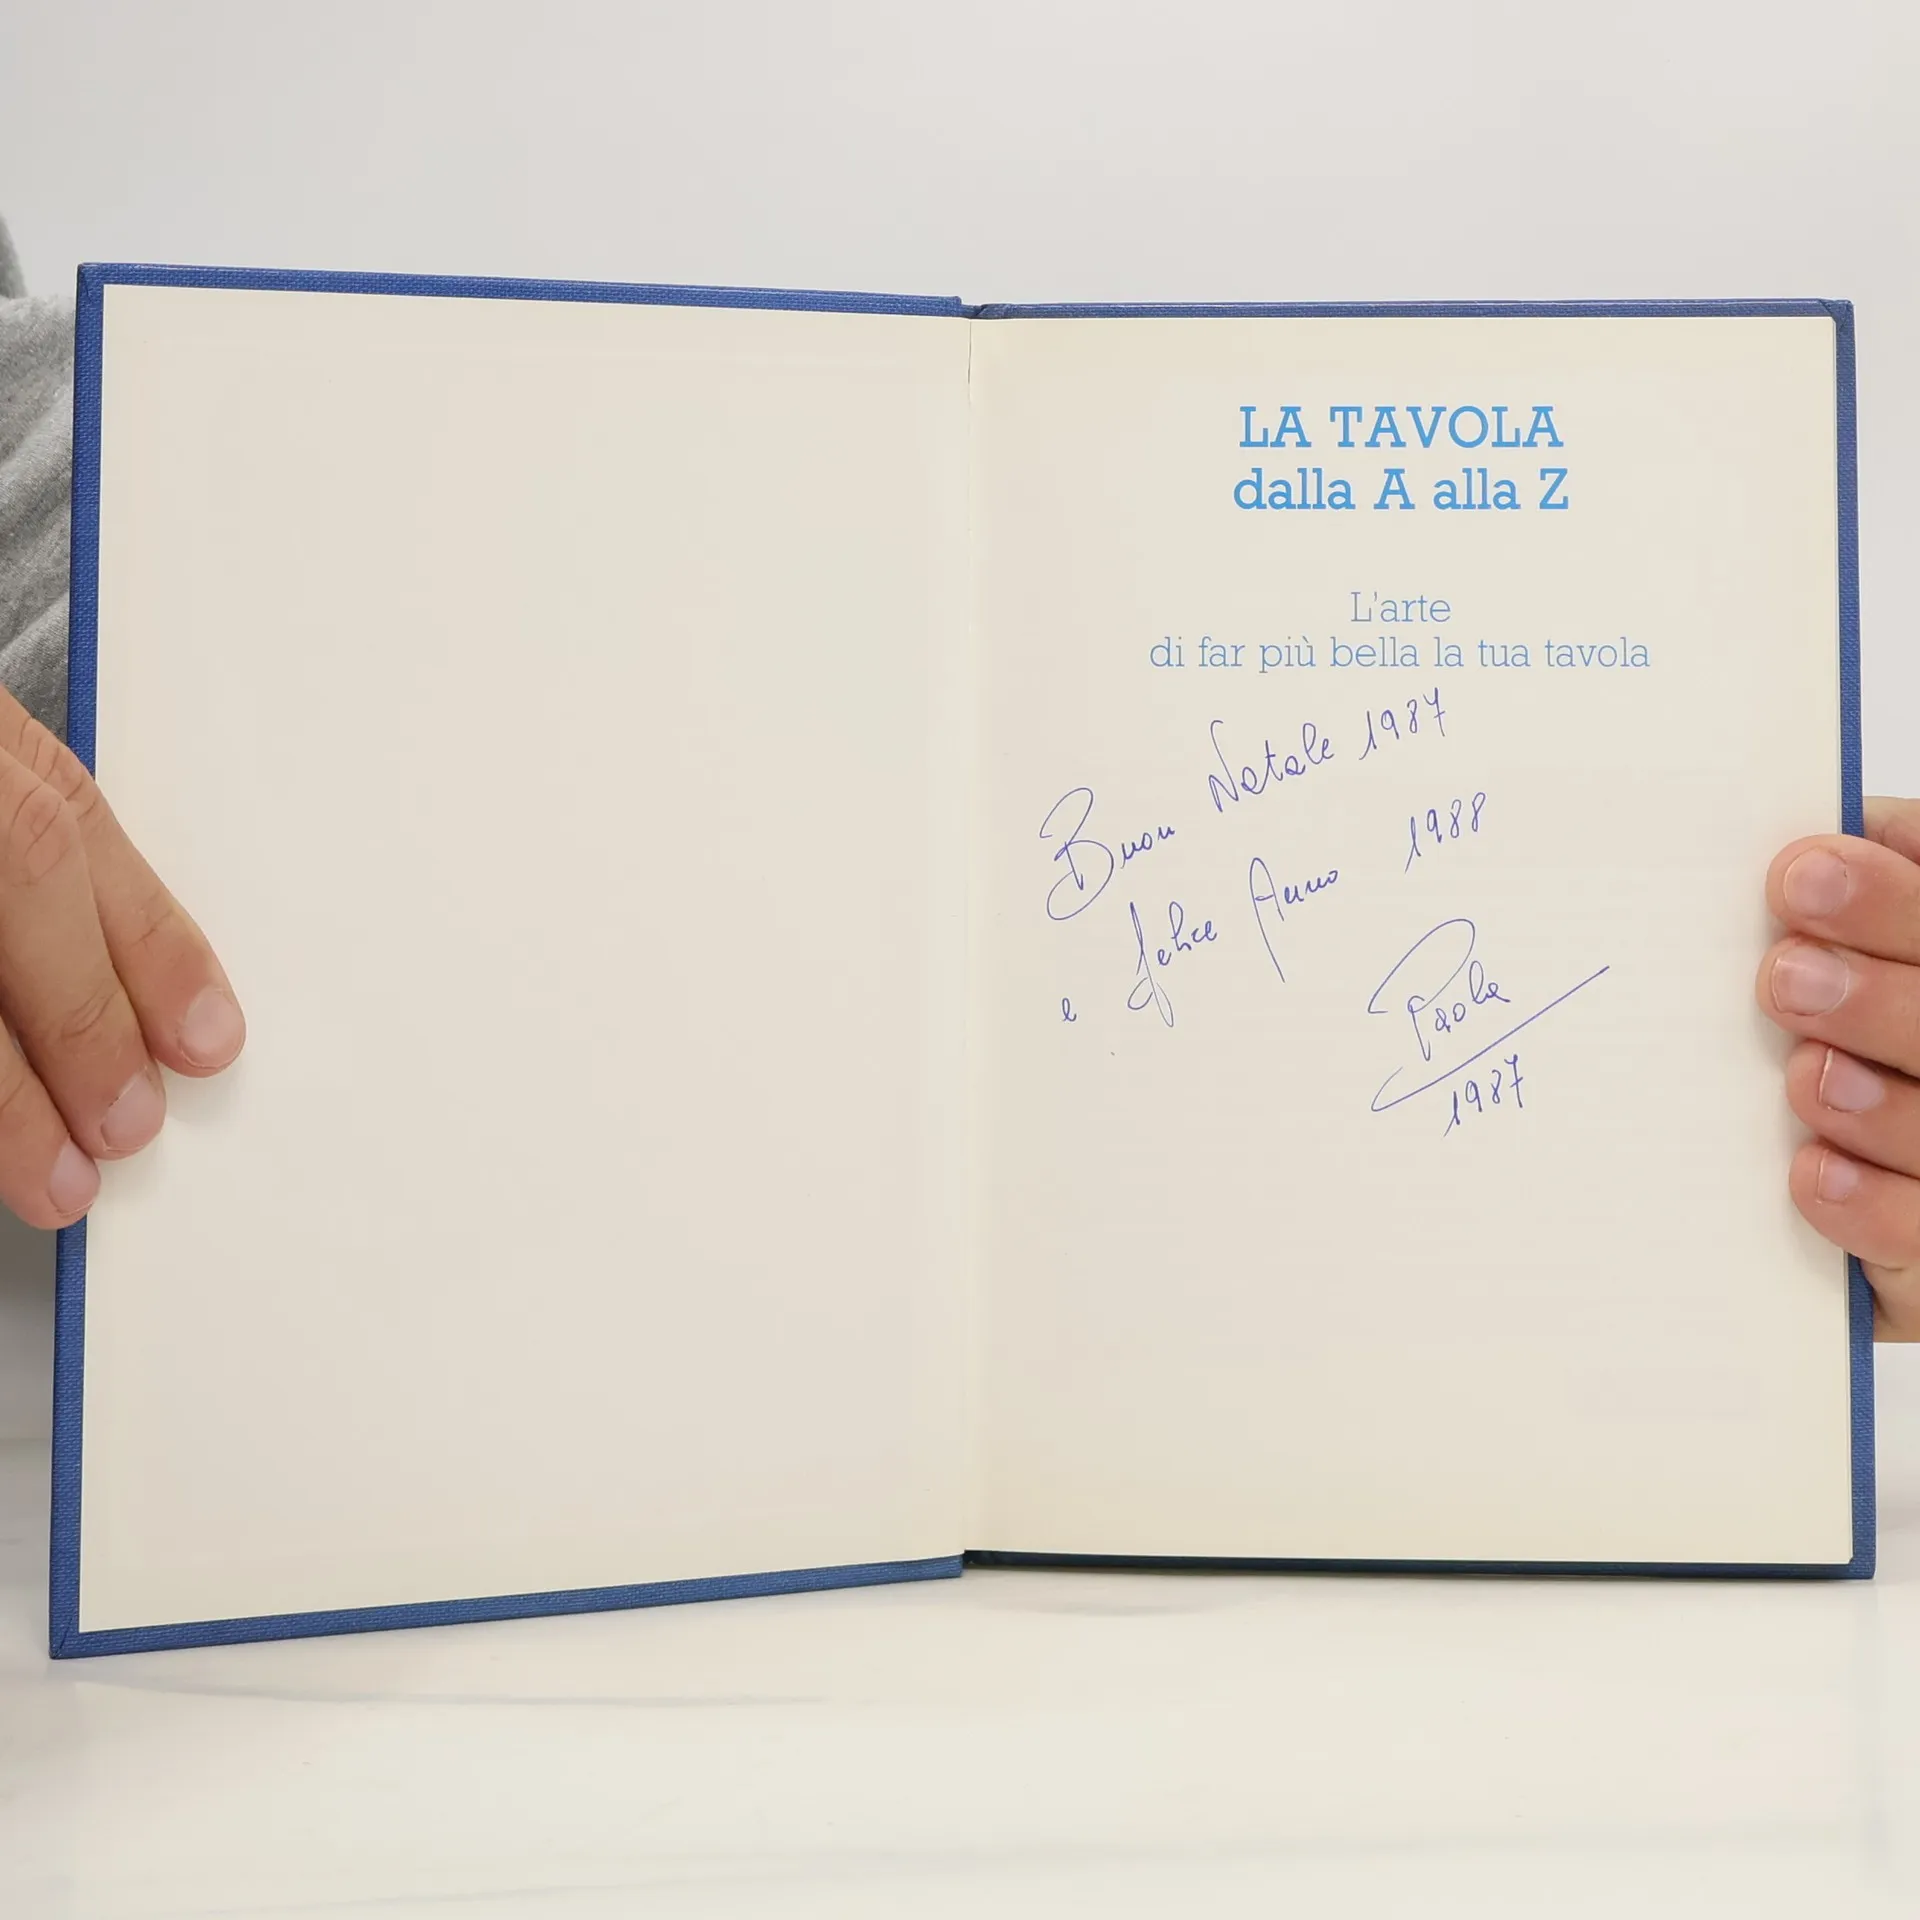 LA TAVOLA
dalla A alla Z
L'arte
di far più bella la tua tavola
Buon Natale 1987
e felice Anno 1988
Paola
1987